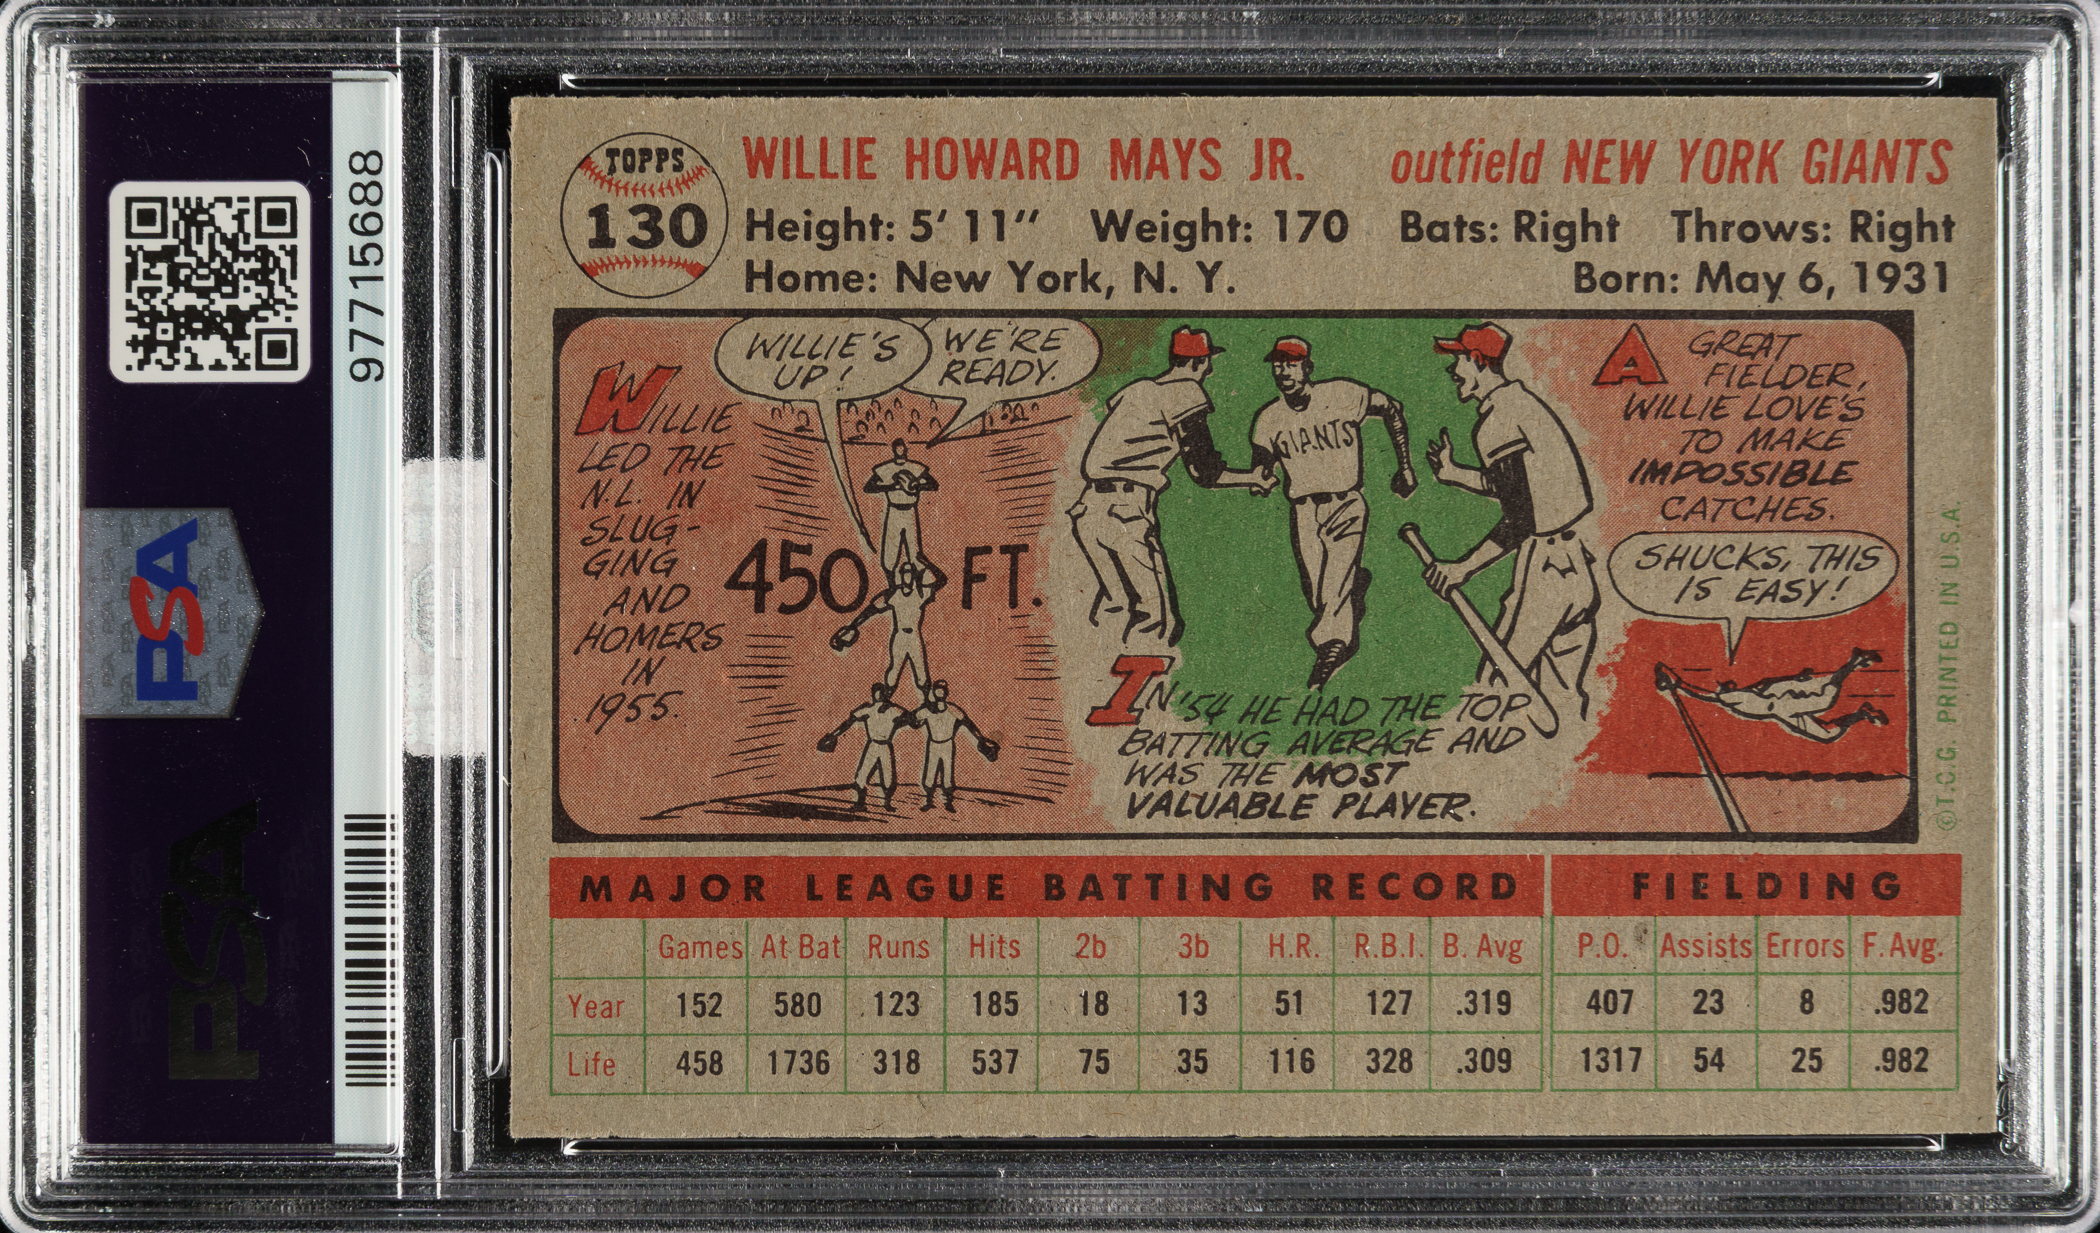 97715688
PSA
PSA
TOPPS
130
WILLIE HOWARD MAYS JR. outfield NEW YORK GIANTS
Height: 5' 11" Weight: 170 Bats: Right Throws: Right
Home: New York, N. Y. Born: May 6, 1931
WILLIE
LED THE
N.L. IN
SLUG-
GING
AND
HOMERS
IN
1955.
WILLIE'S
UP!
WE'RE
READY.
450 FT.
GIANTS
IN '54 HE HAD THE TOP
BATTING AVERAGE AND
WAS THE MOST
VALUABLE PLAYER.
A GREAT
FIELDER,
WILLIE LOVE'S
TO MAKE
IMPOSSIBLE
CATCHES.
SHUCKS, THIS
IS EASY!
© T.C.G. PRINTED IN U.S.A.
MAJOR LEAGUE BATTING RECORD FIELDING
Games At Bat Runs Hits 2b 3b H.R. R.B.I. B. Avg P.O. Assists Errors F. Avg.
Year 152 580 123 185 18 13 51 127 .319 407 23 8 .982
Life 458 1736 318 537 75 35 116 328 .309 1317 54 25 .982